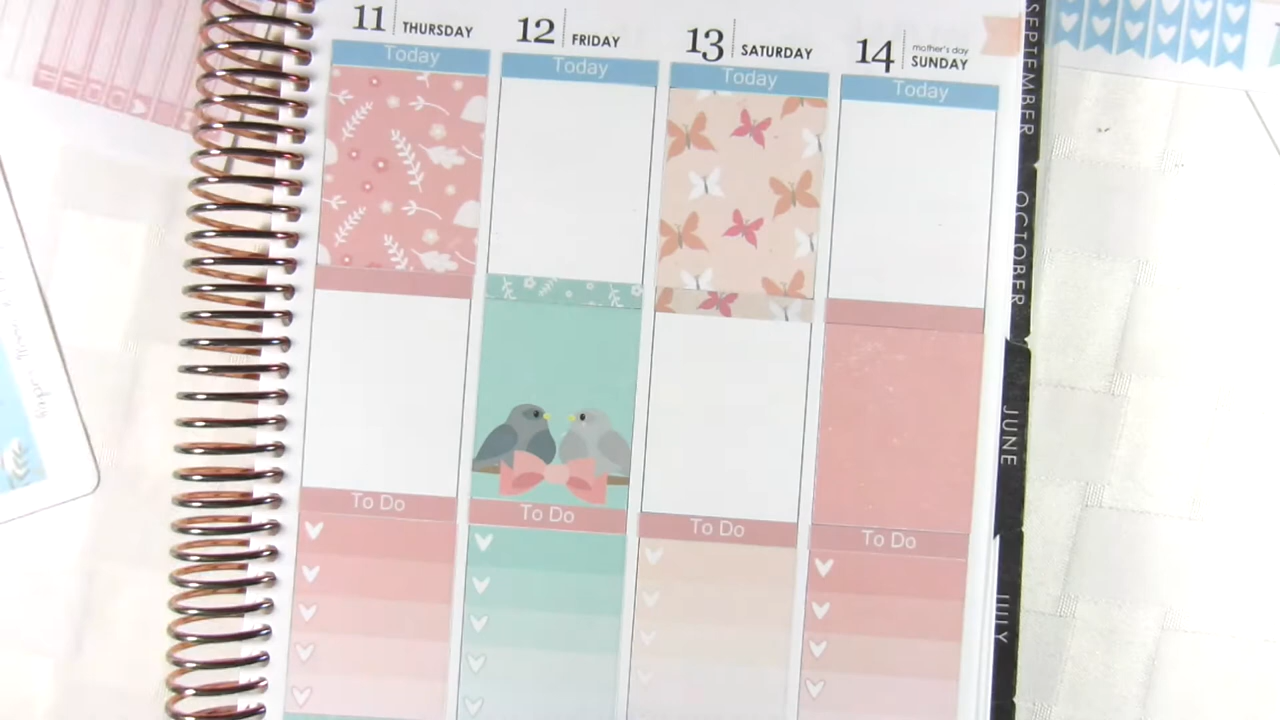 11 THURSDAY
12 FRIDAY
13 SATURDAY
14 mother's day
SUNDAY
Today
Today
Today
Today
To Do
To Do
To Do
To Do
SEPTEMBER
OCTOBER
JUNE
JULY